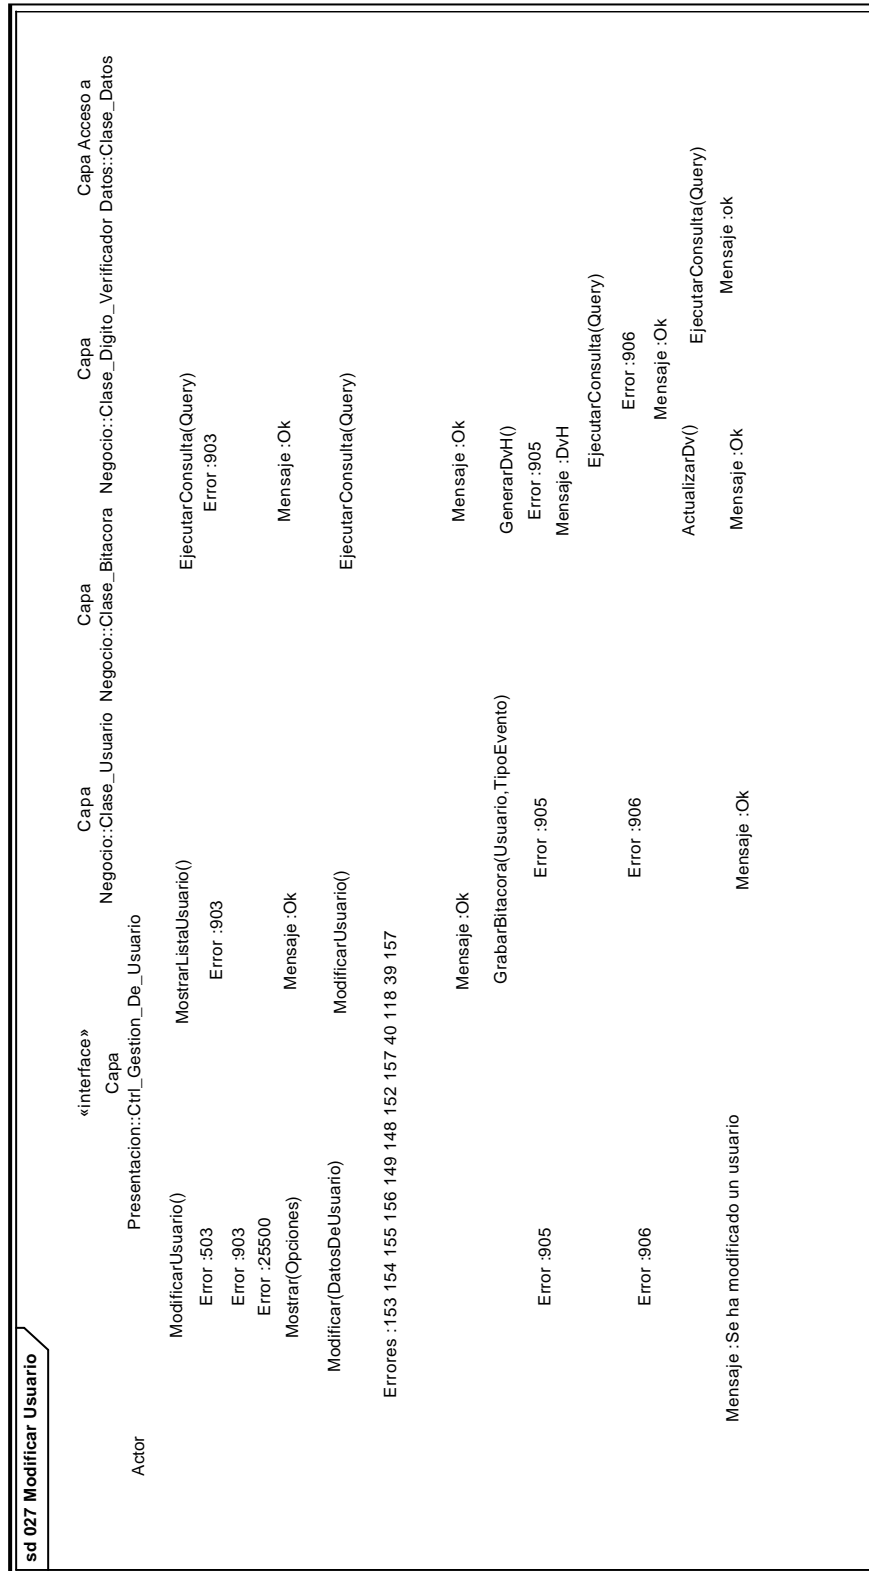 sd 027 Modificar Usuario
Actor
«interface»
Capa
Presentacion::Ctrl_Gestion_De_Usuario
Capa
Negocio::Clase_Usuario
Capa
Negocio::Clase_Bitacora
Capa
Negocio::Clase_Digito_Verificador
Capa Acceso a
Datos::Clase_Datos
ModificarUsuario()
MostrarListaUsuario()
EjecutarConsulta(Query)
Error :503
Error :903
Error :903
Error :903
Error :25500
Mostrar(Opciones)
Mensaje :Ok
Mensaje :Ok
Modificar(DatosDeUsuario)
ModificarUsuario()
EjecutarConsulta(Query)
Errores :153 154 155 156 149 148 152 157 40 118 39 157
Mensaje :Ok
Mensaje :Ok
GrabarBitacora(Usuario,TipoEvento)
GenerarDvH()
Error :905
Error :905
Error :905
Mensaje :DvH
EjecutarConsulta(Query)
Error :906
Error :906
Error :906
Mensaje :Ok
ActualizarDv()
EjecutarConsulta(Query)
Mensaje :ok
Mensaje :Se ha modificado un usuario
Mensaje :Ok
Mensaje :Ok